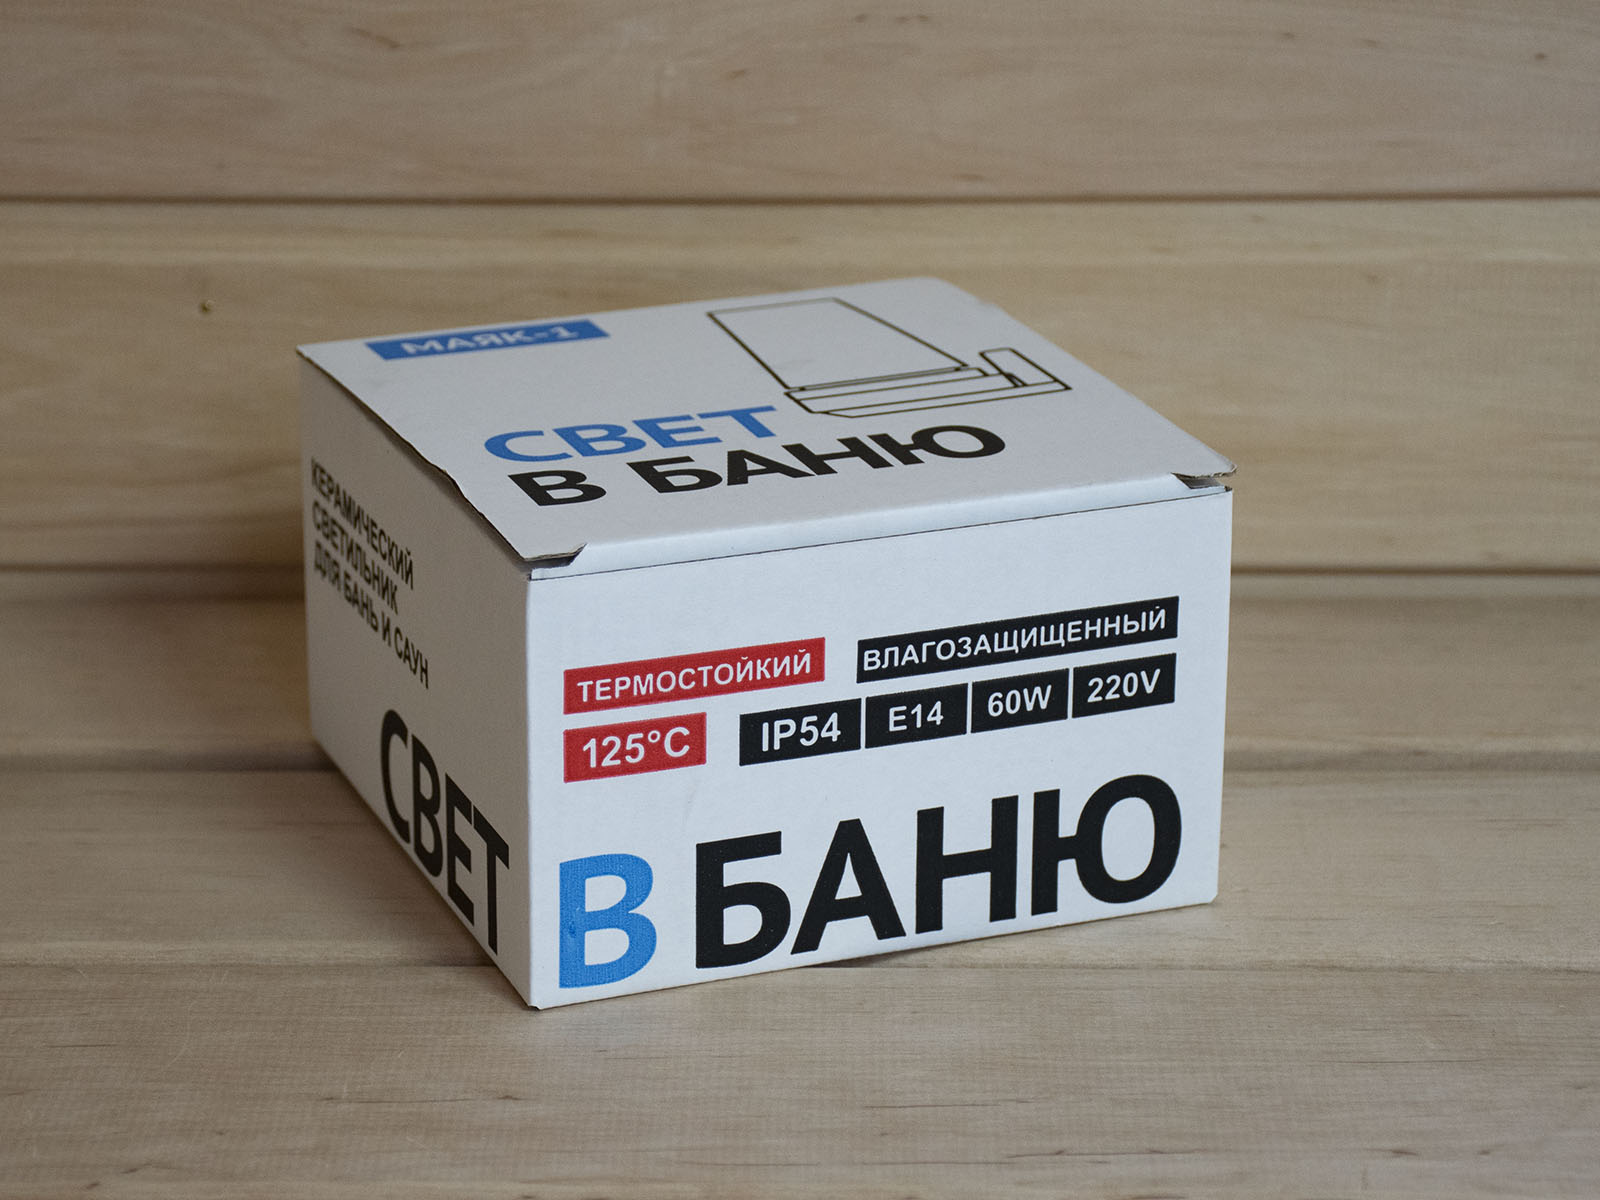 МАЯК-1
СВЕТ
В БАНЮ
КЕРАМИЧЕСКИЙ
СВЕТИЛЬНИК
ДЛЯ БАНЬ И САУН
СВЕТ
ТЕРМОСТОЙКИЙ
125°C
ВЛАГОЗАЩИЩЕННЫЙ
IP54 E14 60W 220V
В БАНЮ